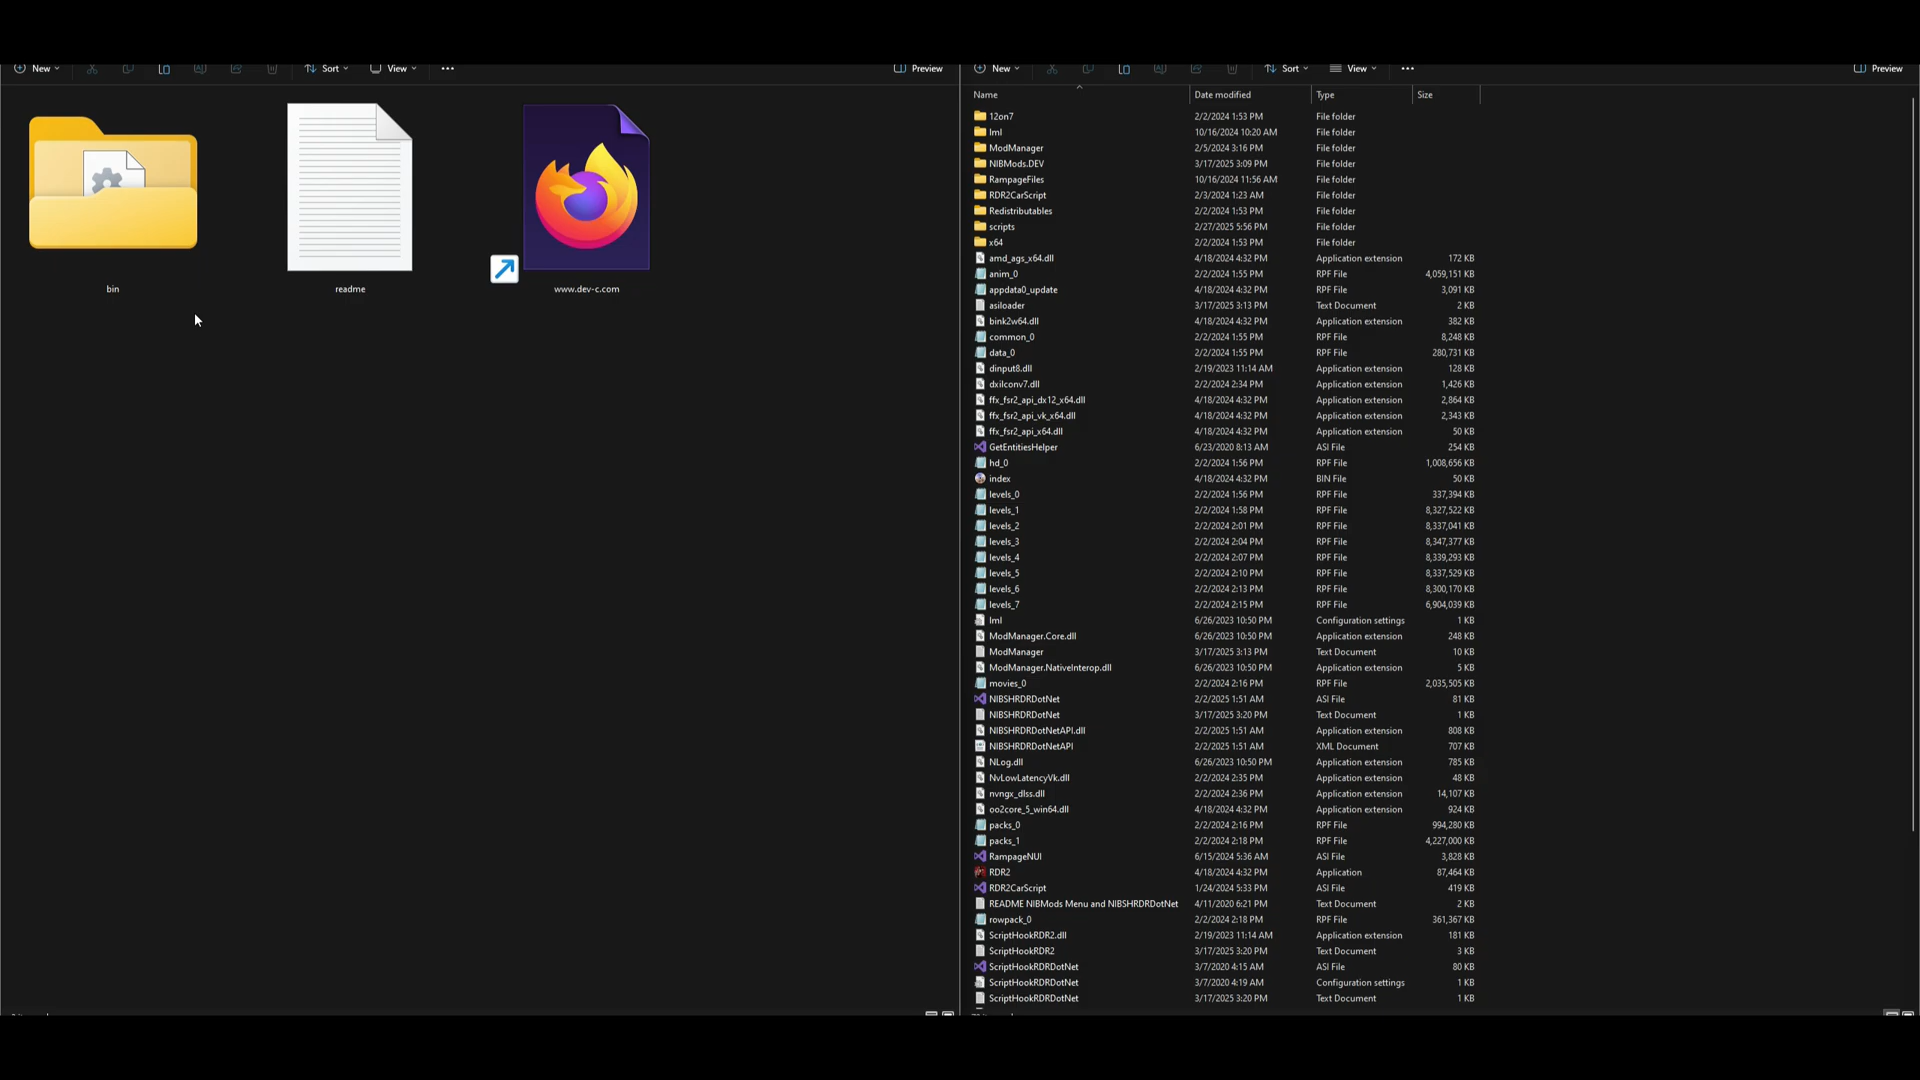 New Sort View ... Preview
bin
readme
www.dev-c.com
New Sort View ... Preview
Name Date modified Type Size
12on7 2/2/2024 1:53 PM File folder
lml 10/16/2024 10:20 AM File folder
ModManager 2/5/2024 3:16 PM File folder
NIBMods.DEV 3/17/2025 3:09 PM File folder
RampageFiles 10/16/2024 11:56 AM File folder
RDR2CarScript 2/3/2024 1:23 AM File folder
Redistributables 2/2/2024 1:53 PM File folder
scripts 2/27/2025 5:56 PM File folder
x64 2/2/2024 1:53 PM File folder
amd_ags_x64.dll 4/18/2024 4:32 PM Application extension 172 KB
anim_0 2/2/2024 1:55 PM RPF File 4,059,151 KB
appdata0_update 4/18/2024 4:32 PM RPF File 3,091 KB
asiloader 3/17/2025 3:13 PM Text Document 2 KB
bink2w64.dll 4/18/2024 4:32 PM Application extension 382 KB
common_0 2/2/2024 1:55 PM RPF File 8,248 KB
data_0 2/2/2024 1:55 PM RPF File 280,731 KB
dinput8.dll 2/19/2023 11:14 AM Application extension 128 KB
dxilconv7.dll 2/2/2024 2:34 PM Application extension 1,426 KB
ffx_fsr2_api_dx12_x64.dll 4/18/2024 4:32 PM Application extension 2,864 KB
ffx_fsr2_api_vk_x64.dll 4/18/2024 4:32 PM Application extension 2,343 KB
ffx_fsr2_api_x64.dll 4/18/2024 4:32 PM Application extension 50 KB
GetEntitiesHelper 6/23/2020 8:13 AM ASI File 254 KB
hd_0 2/2/2024 1:56 PM RPF File 1,008,656 KB
index 4/18/2024 4:32 PM BIN File 50 KB
levels_0 2/2/2024 1:56 PM RPF File 337,394 KB
levels_1 2/2/2024 1:58 PM RPF File 8,327,522 KB
levels_2 2/2/2024 2:01 PM RPF File 8,337,041 KB
levels_3 2/2/2024 2:04 PM RPF File 8,347,377 KB
levels_4 2/2/2024 2:07 PM RPF File 8,339,293 KB
levels_5 2/2/2024 2:10 PM RPF File 8,337,529 KB
levels_6 2/2/2024 2:13 PM RPF File 8,300,170 KB
levels_7 2/2/2024 2:15 PM RPF File 6,904,039 KB
lml 6/26/2023 10:50 PM Configuration settings 1 KB
ModManager.Core.dll 6/26/2023 10:50 PM Application extension 248 KB
ModManager 3/17/2025 3:13 PM Text Document 10 KB
ModManager.NativeInterop.dll 6/26/2023 10:50 PM Application extension 5 KB
movies_0 2/2/2024 2:16 PM RPF File 2,035,505 KB
NIBSHRDRDotNet 2/2/2025 1:51 AM ASI File 81 KB
NIBSHRDRDotNet 3/17/2025 3:20 PM Text Document 1 KB
NIBSHRDRDotNetAPI.dll 2/2/2025 1:51 AM Application extension 808 KB
NIBSHRDRDotNetAPI 2/2/2025 1:51 AM XML Document 707 KB
NLog.dll 6/26/2023 10:50 PM Application extension 785 KB
NvLowLatencyVk.dll 2/2/2024 2:35 PM Application extension 48 KB
nvngx_dlss.dll 2/2/2024 2:36 PM Application extension 14,107 KB
oo2core_5_win64.dll 4/18/2024 4:32 PM Application extension 924 KB
packs_0 2/2/2024 2:16 PM RPF File 994,280 KB
packs_1 2/2/2024 2:18 PM RPF File 4,227,000 KB
RampageNUI 6/15/2024 5:36 AM ASI File 3,828 KB
RDR2 4/18/2024 4:32 PM Application 87,464 KB
RDR2CarScript 1/24/2024 5:33 PM ASI File 419 KB
README NIBMods Menu and NIBSHRDRDotNet 4/11/2020 6:21 PM Text Document 2 KB
rowpack_0 2/2/2024 2:18 PM RPF File 361,367 KB
ScriptHookRDR2.dll 2/19/2023 11:14 AM Application extension 181 KB
ScriptHookRDR2 3/17/2025 3:20 PM Text Document 3 KB
ScriptHookRDRDotNet 3/7/2020 4:15 AM ASI File 80 KB
ScriptHookRDRDotNet 3/7/2020 4:19 AM Configuration settings 1 KB
ScriptHookRDRDotNet 3/17/2025 3:20 PM Text Document 1 KB